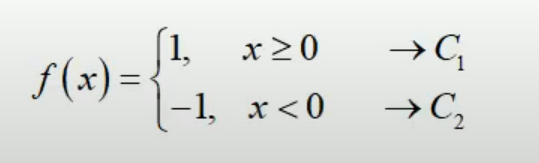 f(x) = { 1, x ≥ 0 → C₁
−1, x < 0 → C₂